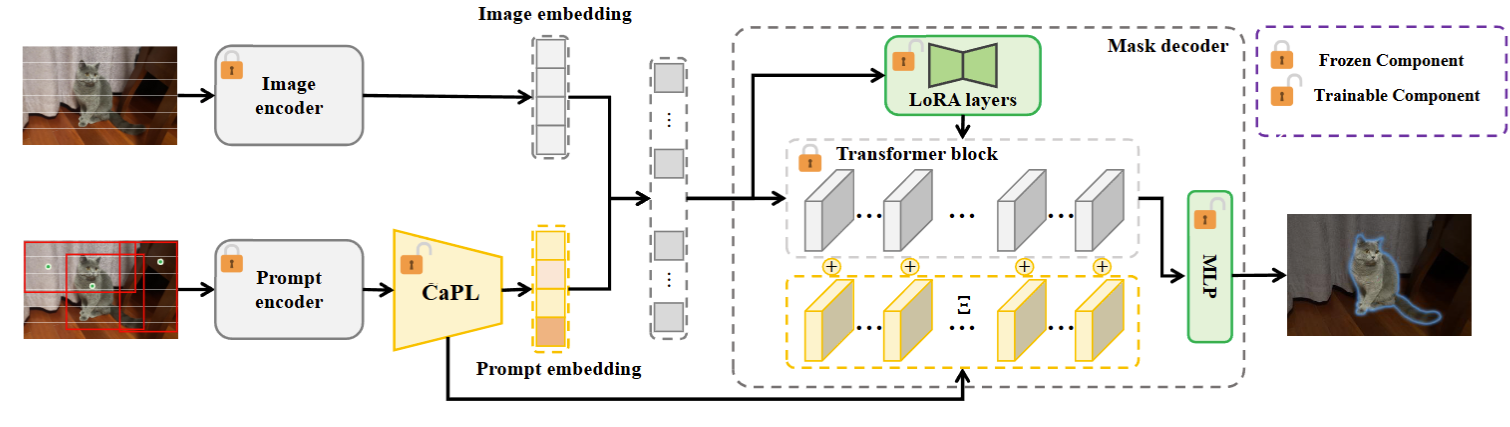 Image embedding
Mask decoder
Image
encoder
LoRA layers
Frozen Component
Trainable Component
Transformer block
... ... ...
Prompt
encoder
CaPL
MLP
[:]
... ... ...
Prompt embedding